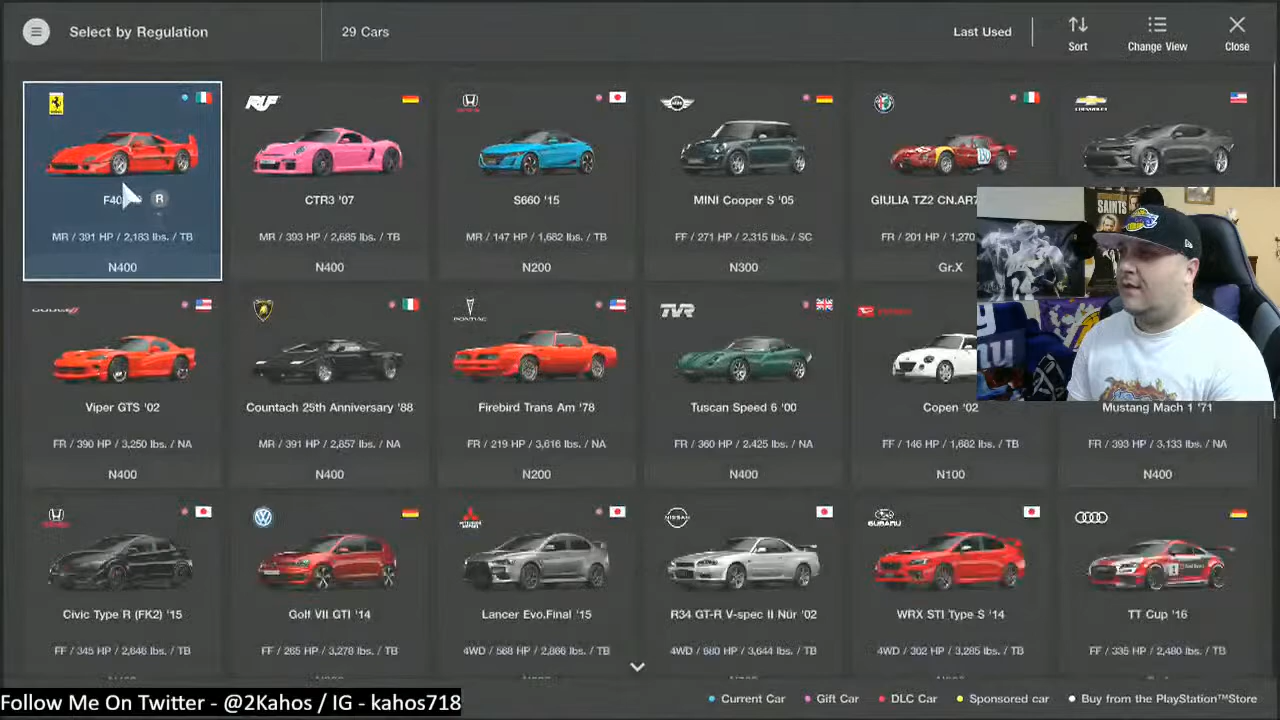 Select by Regulation
29 Cars
Last Used
Sort
Change View
Close
RUF
MINI
CHEVROLET
F40
R
CTR3 '07
S660 '15
MINI Cooper S '05
GIULIA TZ2 CN.AR7
MR / 391 HP / 2,183 lbs. / TB
MR / 393 HP / 2,685 lbs. / TB
MR / 147 HP / 1,682 lbs. / TB
FF / 271 HP / 2,315 lbs. / SC
FR / 201 HP / 1,270
N400
N400
N200
N300
Gr.X
SAINTS
DODGE
PONTIAC
TVR
DAIHATSU
Viper GTS '02
Countach 25th Anniversary '88
Firebird Trans Am '78
Tuscan Speed 6 '00
Copen '02
Mustang Mach 1 '71
FR / 390 HP / 3,250 lbs. / NA
MR / 391 HP / 2,857 lbs. / NA
FR / 219 HP / 3,616 lbs. / NA
FR / 360 HP / 2,425 lbs. / NA
FF / 146 HP / 1,682 lbs. / TB
FR / 393 HP / 3,133 lbs. / NA
N400
N400
N200
N400
N100
N400
NISSAN
SUBARU
Civic Type R (FK2) '15
Golf VII GTI '14
Lancer Evo.Final '15
R34 GT-R V-spec II Nür '02
WRX STI Type S '14
TT Cup '16
FF / 345 HP / 2,646 lbs. / TB
FF / 265 HP / 3,278 lbs. / TB
4WD / 568 HP / 2,866 lbs. / TB
4WD / 680 HP / 3,644 lbs. / TB
4WD / 302 HP / 3,285 lbs. / TB
FF / 335 HP / 2,480 lbs. / TB
Follow Me On Twitter - @2Kahos / IG - kahos718
Current Car
Gift Car
DLC Car
Sponsored car
Buy from the PlayStation™Store